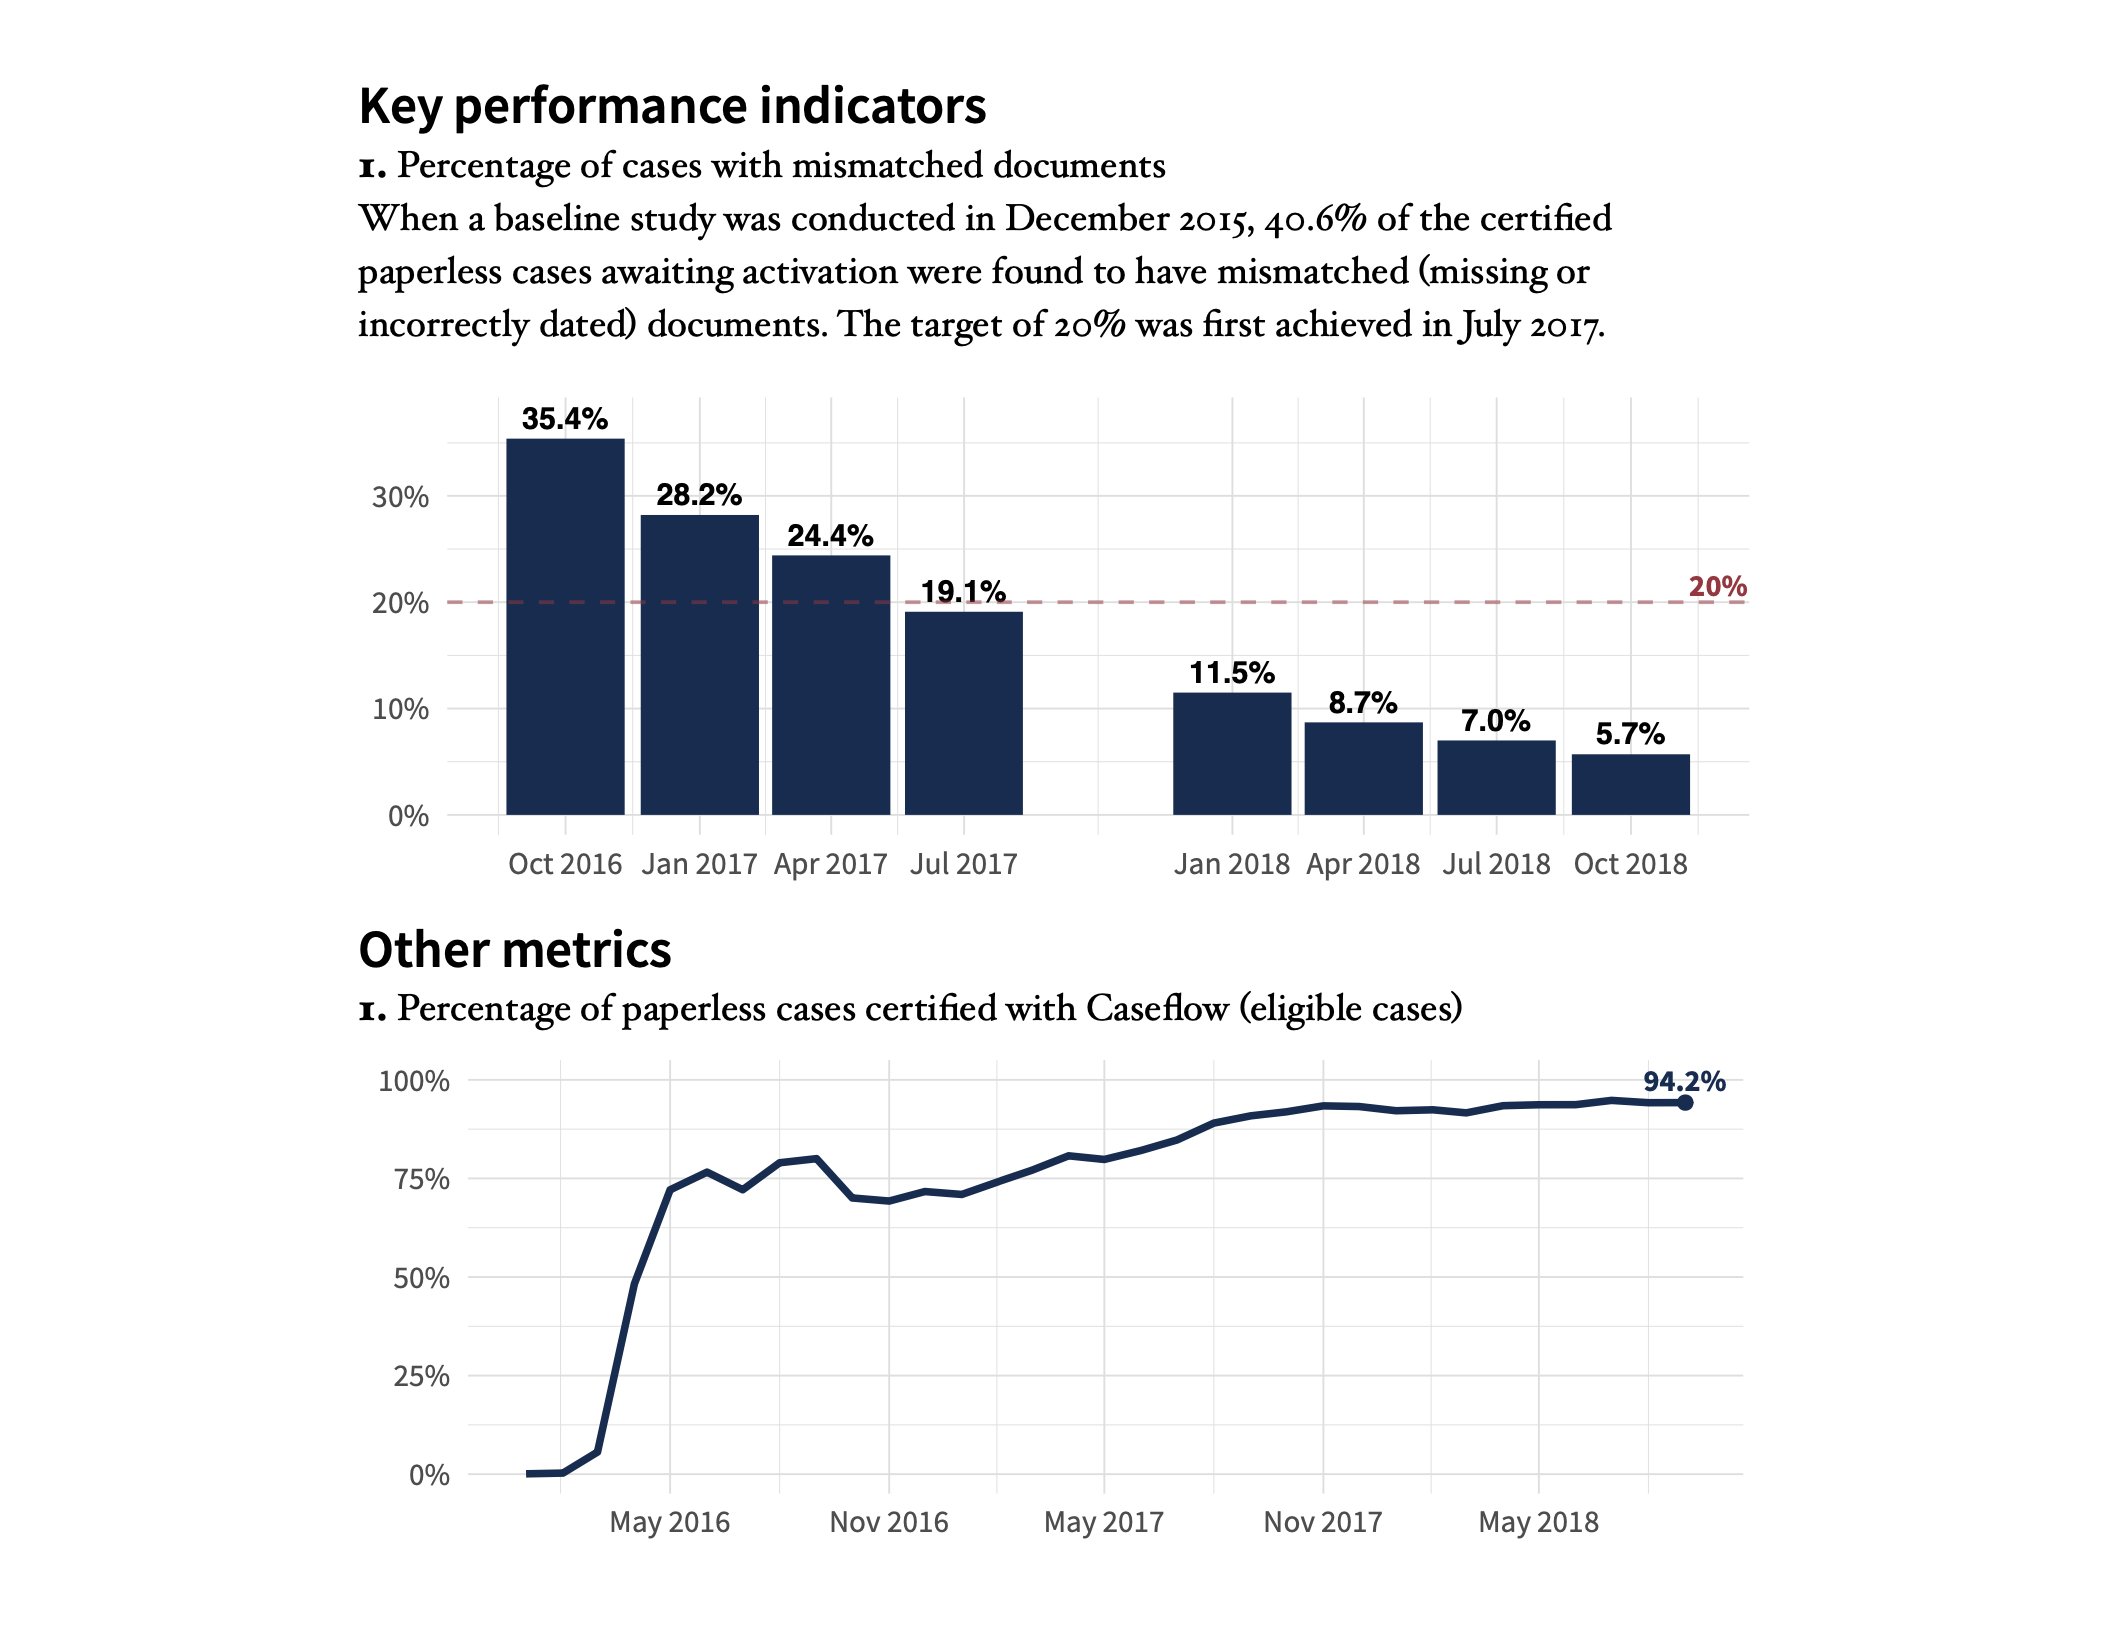 Key performance indicators
1. Percentage of cases with mismatched documents
When a baseline study was conducted in December 2015, 40.6% of the certified
paperless cases awaiting activation were found to have mismatched (missing or
incorrectly dated) documents. The target of 20% was first achieved in July 2017.
35.4%
28.2%
24.4%
19.1%
11.5%
8.7%
7.0%
5.7%
20%
30%
20%
10%
0%
Oct 2016 Jan 2017 Apr 2017 Jul 2017 Jan 2018 Apr 2018 Jul 2018 Oct 2018
Other metrics
1. Percentage of paperless cases certified with Caseflow (eligible cases)
94.2%
100%
75%
50%
25%
0%
May 2016 Nov 2016 May 2017 Nov 2017 May 2018